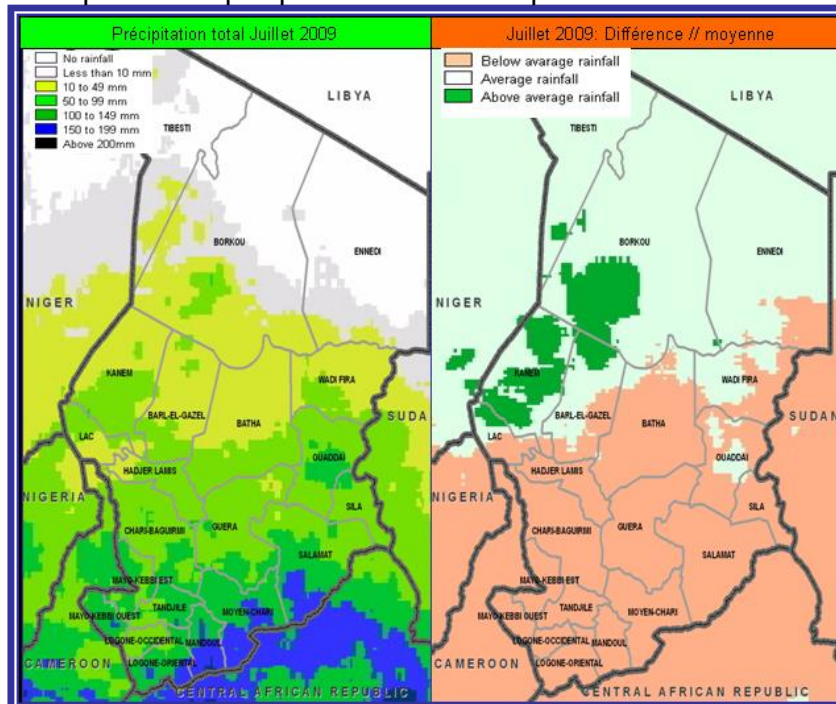 Précipitation total Juillet 2009
No rainfall
Less than 10 mm
10 to 49 mm
50 to 99 mm
100 to 149 mm
150 to 199 mm
Above 200mm
LIBYA
TIBESTI
BORKOU
ENNEDI
NIGER
KANEM
WADI FIRA
BARL-EL-GAZEL
SUDA
BATHA
LAC
OUADDAI
HADJER LAMIS
NIGERIA
SILA
CHARI-BAGUIRMI
GUERA
SALAMAT
MAYO-KEBBI EST
TANDJILE
MAYO-KEBBI OUEST
MOYEN-CHARI
LOGONE-OCCIDENTAL
MANDOUL
CAMEROON
LOGONE-ORIENTAL
CENTRAL AFRICAN REPUBLIC
Juillet 2009: Différence // moyenne
Below avarage rainfall
Average rainfall
Above average rainfall
LIBYA
TIBESTI
BORKOU
ENNEDI
NIGER
KANEM
WADI FIRA
BARL-EL-GAZEL
SUDAN
BATHA
LAC
OUADDAI
HADJER LAMIS
NIGERIA
SILA
CHARI-BAGUIRMI
GUERA
SALAMAT
MAYO-KEBBI EST
TANDJILE
MAYO-KEBBI OUEST
MOYEN-CHARI
LOGONE-OCCIDENTAL
MANDOUL
CAMEROON
LOGONE-ORIENTAL
CENTRAL AFRICAN REPUBLIC